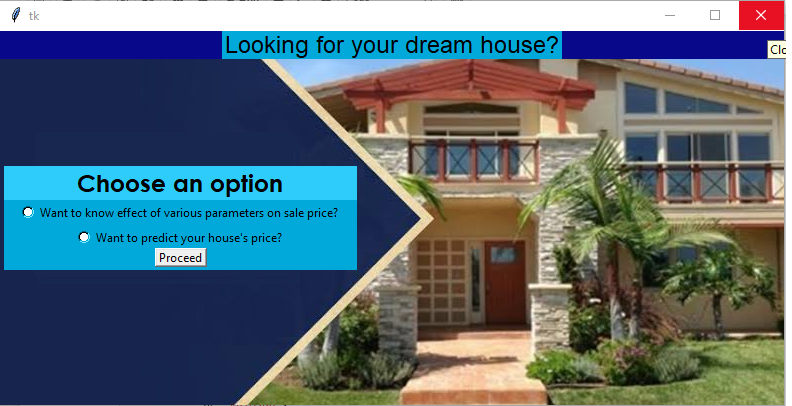 tk
Looking for your dream house?
Clo
Choose an option
Want to know effect of various parameters on sale price?
Want to predict your house's price?
Proceed